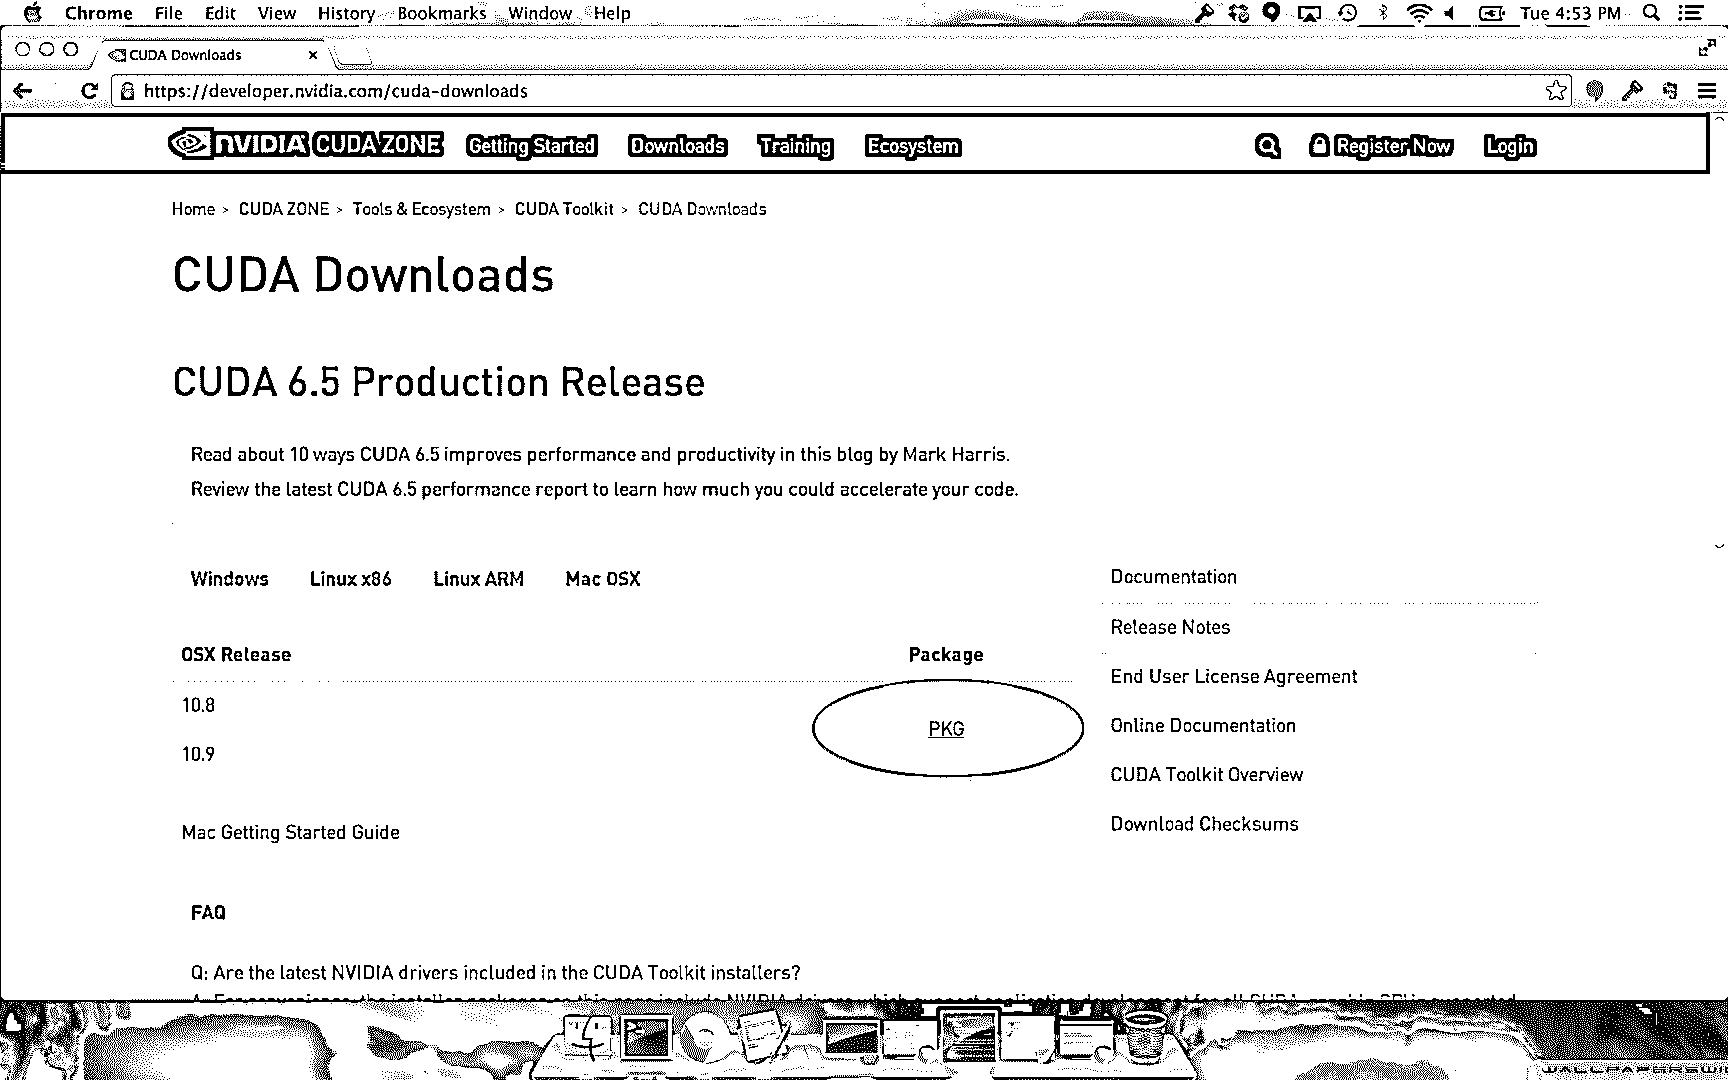 Chrome File Edit View History Bookmarks Window Help Tue 4:53 PM
CUDA Downloads
https://developer.nvidia.com/cuda-downloads
NVIDIA CUDA ZONE Getting Started Downloads Training Ecosystem Register Now Login
Home > CUDA ZONE > Tools & Ecosystem > CUDA Toolkit > CUDA Downloads
CUDA Downloads
CUDA 6.5 Production Release
Read about 10 ways CUDA 6.5 improves performance and productivity in this blog by Mark Harris.
Review the latest CUDA 6.5 performance report to learn how much you could accelerate your code.
Windows Linux x86 Linux ARM Mac OSX
OSX Release Package
10.8
PKG
10.9
Mac Getting Started Guide
Documentation
Release Notes
End User License Agreement
Online Documentation
CUDA Toolkit Overview
Download Checksums
FAQ
Q: Are the latest NVIDIA drivers included in the CUDA Toolkit installers?